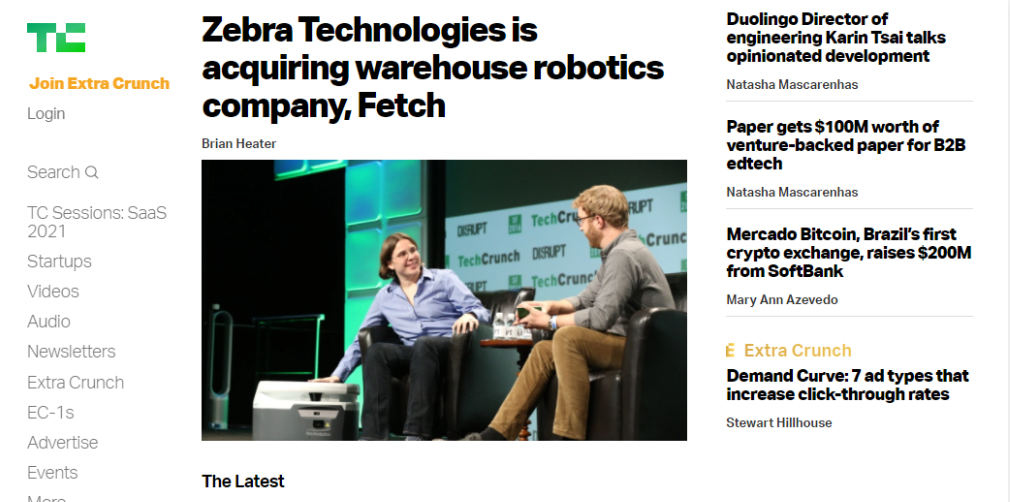 TC
Join Extra Crunch
Login
Search
TC Sessions: SaaS
2021
Startups
Videos
Audio
Newsletters
Extra Crunch
EC-1s
Advertise
Events
More
Zebra Technologies is
acquiring warehouse robotics
company, Fetch
Brian Heater
DISRUPT
TechCrunch
TechCrunch
DISRUPT
TechCrunch
The Latest
Duolingo Director of
engineering Karin Tsai talks
opinionated development
Natasha Mascarenhas
Paper gets $100M worth of
venture-backed paper for B2B
edtech
Natasha Mascarenhas
Mercado Bitcoin, Brazil's first
crypto exchange, raises $200M
from SoftBank
Mary Ann Azevedo
Extra Crunch
Demand Curve: 7 ad types that
increase click-through rates
Stewart Hillhouse